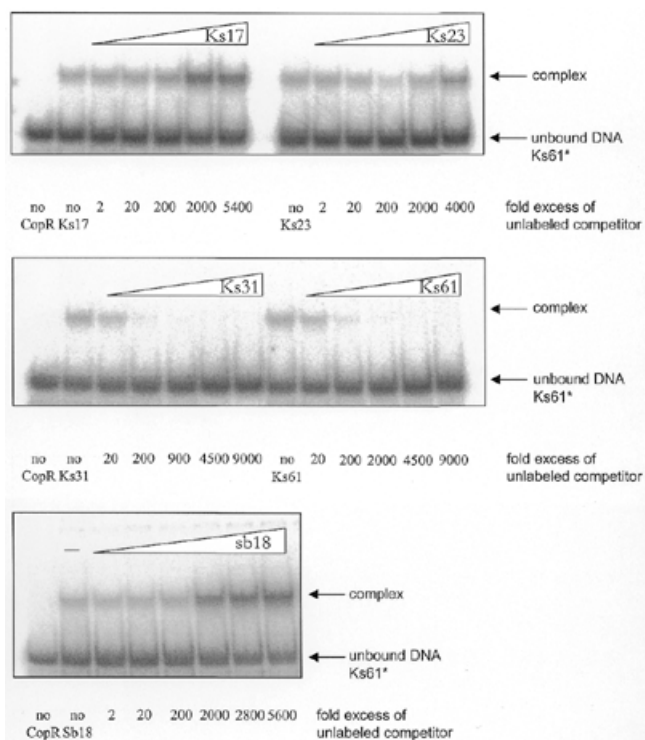 Ks17 Ks23
complex
unbound DNA
Ks61*
no no 2 20 200 2000 5400 no 2 20 200 2000 4000 fold excess of
CopR Ks17 Ks23 unlabeled competitor
Ks31 Ks61
complex
unbound DNA
Ks61*
no no 20 200 900 4500 9000 no 20 200 2000 4500 9000 fold excess of
CopR Ks31 Ks61 unlabeled competitor
— sb18
complex
unbound DNA
Ks61*
no no 2 20 200 2000 2800 5600 fold excess of
CopR Sb18 unlabeled competitor